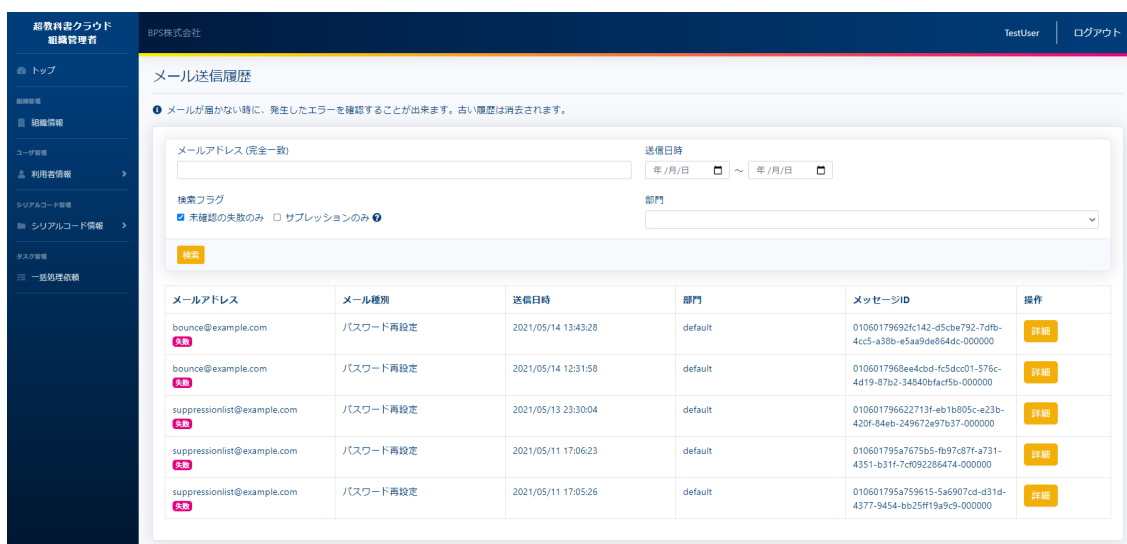 超教科書クラウド
組織管理者
BPS株式会社
TestUser
ログアウト
トップ
組織管理
組織情報
ユーザ管理
利用者情報
シリアルコード管理
シリアルコード情報
タスク管理
一括処理依頼
メール送信履歴
メールが届かない時に、発生したエラーを確認することが出来ます。古い履歴は消去されます。
メールアドレス (完全一致)
送信日時
年 /月/日 ～ 年 /月/日
検索フラグ
未確認の失敗のみ サプレッションのみ
部門
検索
メールアドレス メール種別 送信日時 部門 メッセージID 操作
bounce@example.com パスワード再設定 2021/05/14 13:43:28 default 01060179692fc142-d5cbe792-7dfb- 詳細
失敗 4cc5-a38b-e5aa9de864dc-000000
bounce@example.com パスワード再設定 2021/05/14 12:31:58 default 0106017968ee4cbd-fc5dcc01-576c- 詳細
失敗 4d19-87b2-34840bfacf5b-000000
suppressionlist@example.com パスワード再設定 2021/05/13 23:30:04 default 010601796622713f-eb1b805c-e23b- 詳細
失敗 420f-84eb-249672e97b37-000000
suppressionlist@example.com パスワード再設定 2021/05/11 17:06:23 default 010601795a7675b5-fb97c87f-a731- 詳細
失敗 4351-b31f-7cf092286474-000000
suppressionlist@example.com パスワード再設定 2021/05/11 17:05:26 default 010601795a759615-5a6907cd-d31d- 詳細
失敗 4377-9454-bb25ff19a9c9-000000